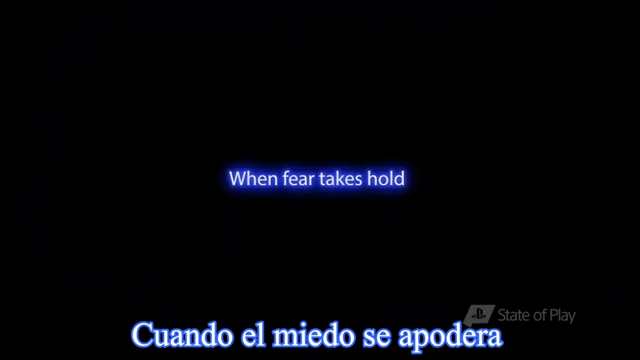 When fear takes hold
State of Play
Cuando el miedo se apodera